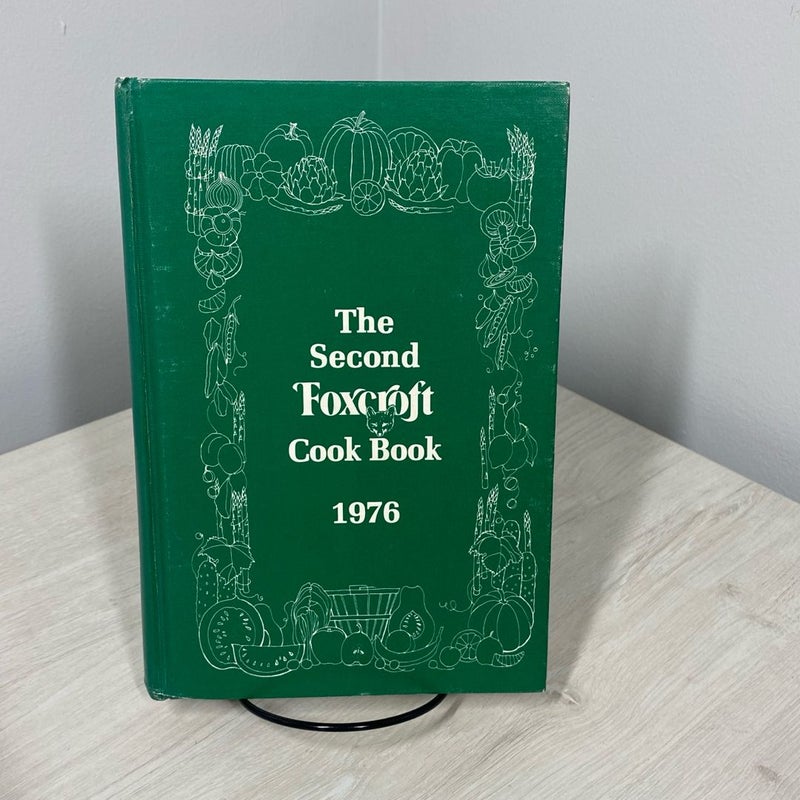 The
Second
Foxcroft
Cook Book
1976